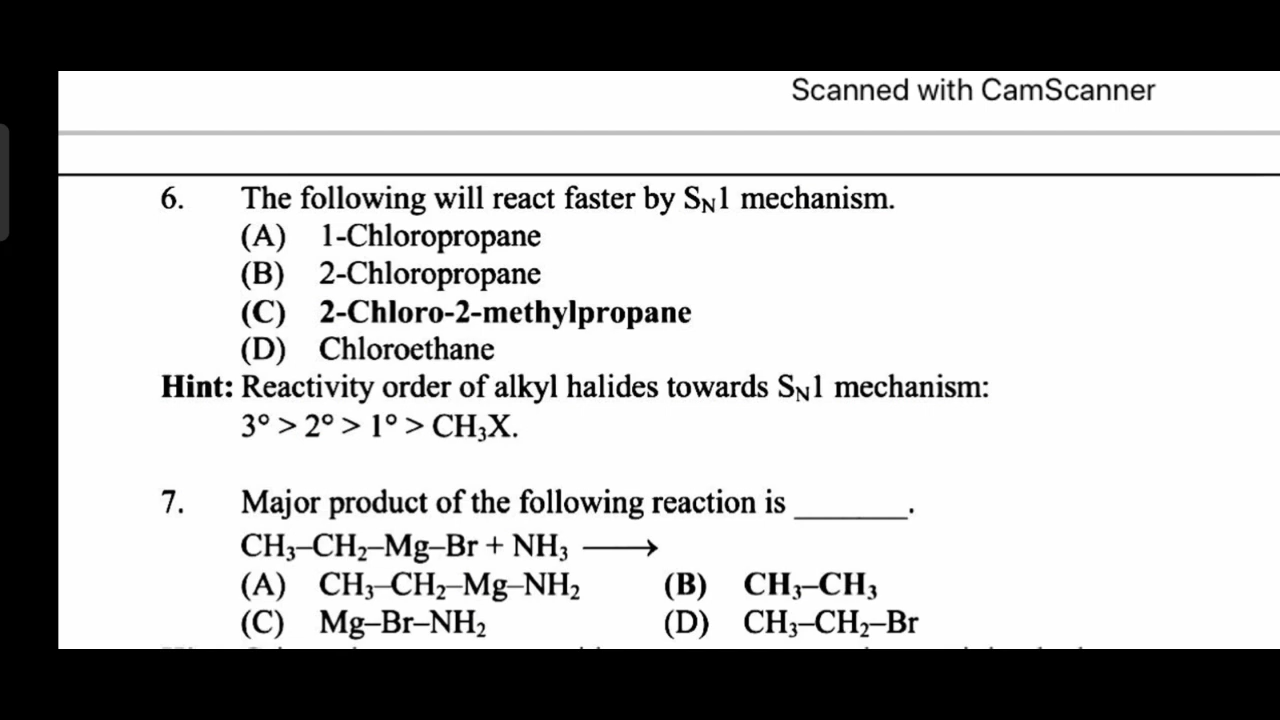 Scanned with CamScanner
6. The following will react faster by SN1 mechanism.
(A) 1-Chloropropane
(B) 2-Chloropropane
(C) 2-Chloro-2-methylpropane
(D) Chloroethane
Hint: Reactivity order of alkyl halides towards SN1 mechanism:
3° > 2° > 1° > CH₃X.
7. Major product of the following reaction is _______.
CH₃–CH₂–Mg–Br + NH₃ ⟶
(A) CH₃–CH₂–Mg–NH₂ (B) CH₃–CH₃
(C) Mg–Br–NH₂ (D) CH₃–CH₂–Br